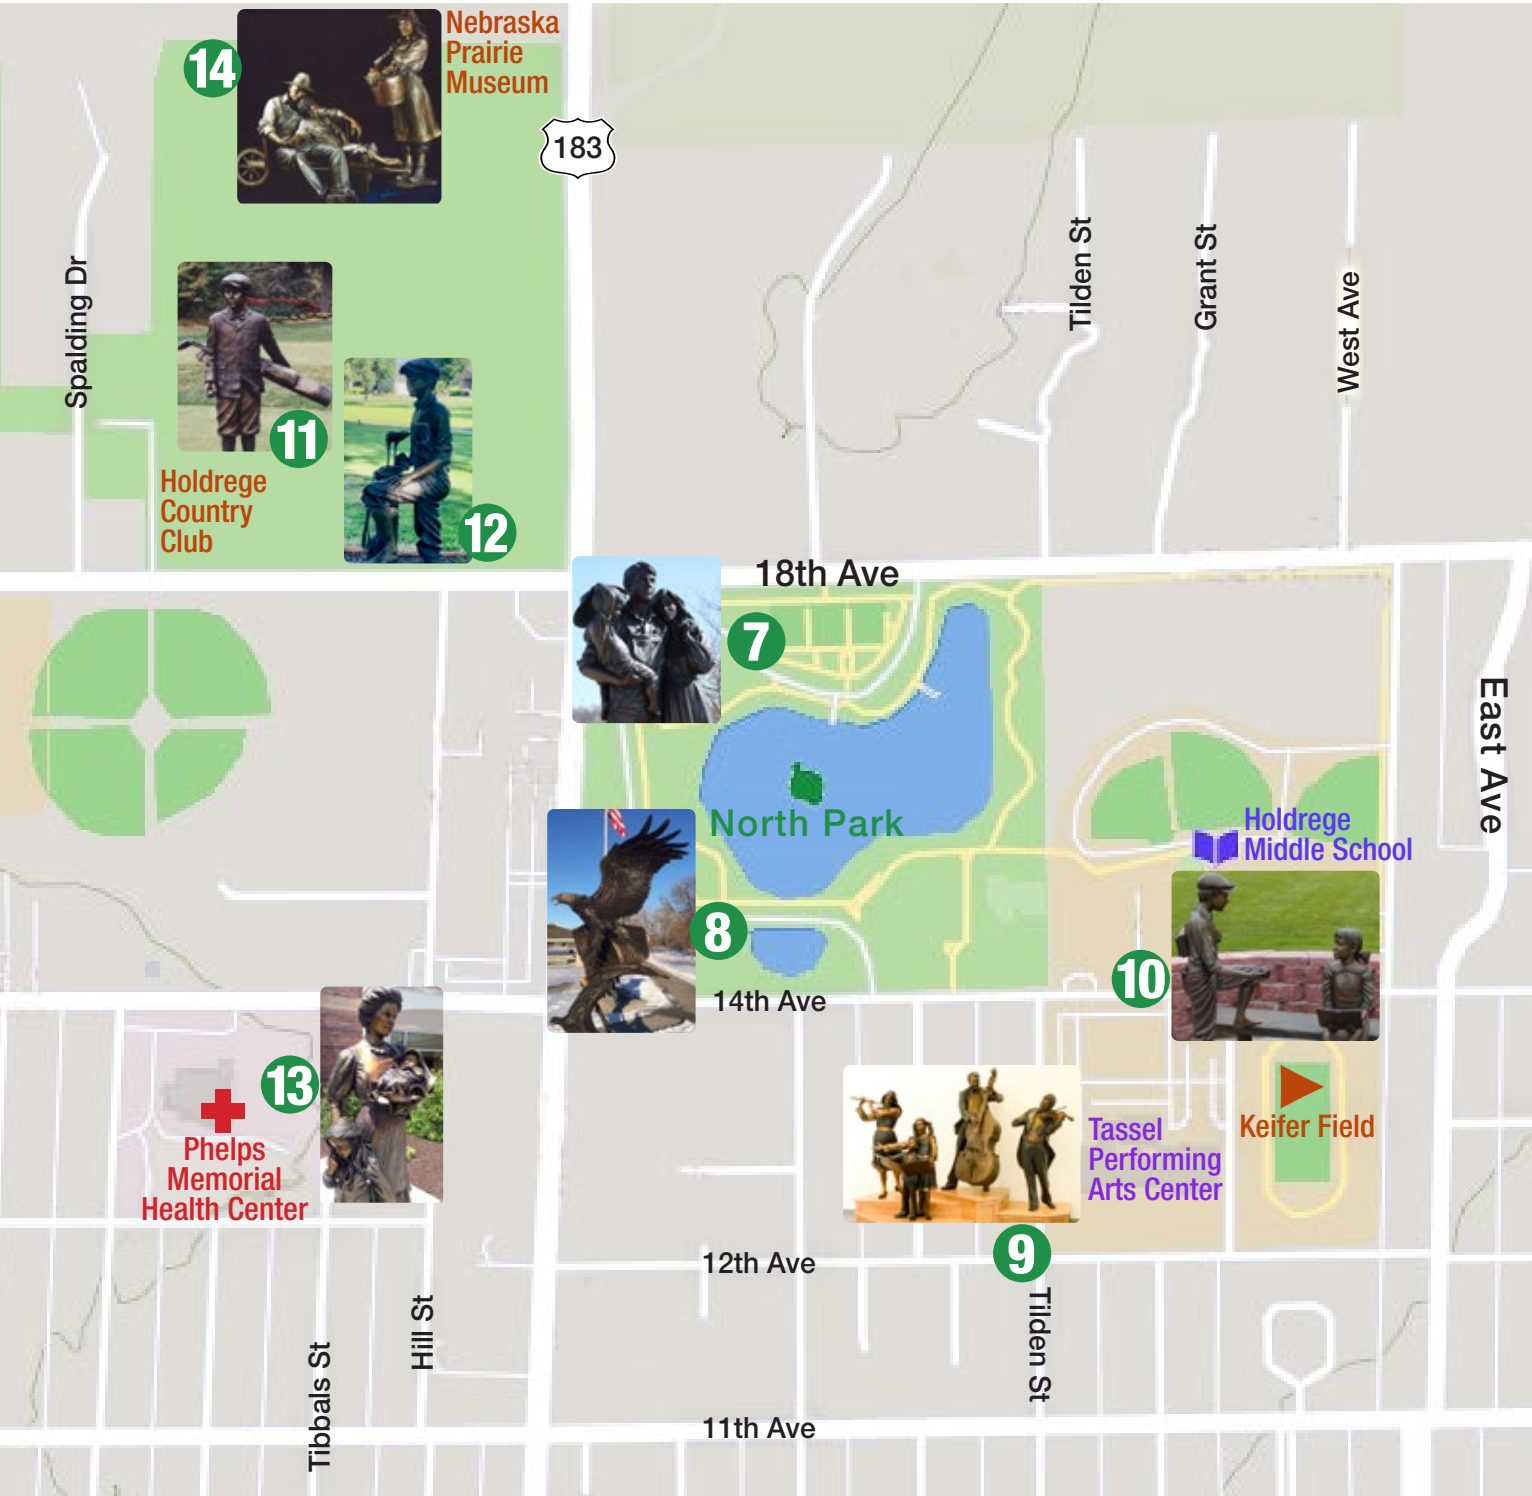 14
Nebraska
Prairie
Museum
183
Spalding Dr
Tilden St
Grant St
West Ave
11
Holdrege
Country
Club
12
18th Ave
7
East Ave
North Park
Holdrege
Middle School
8
10
14th Ave
13
Phelps
Memorial
Health Center
Tassel
Performing
Arts Center
Keifer Field
9
12th Ave
Tilden St
Hill St
Tibbals St
11th Ave